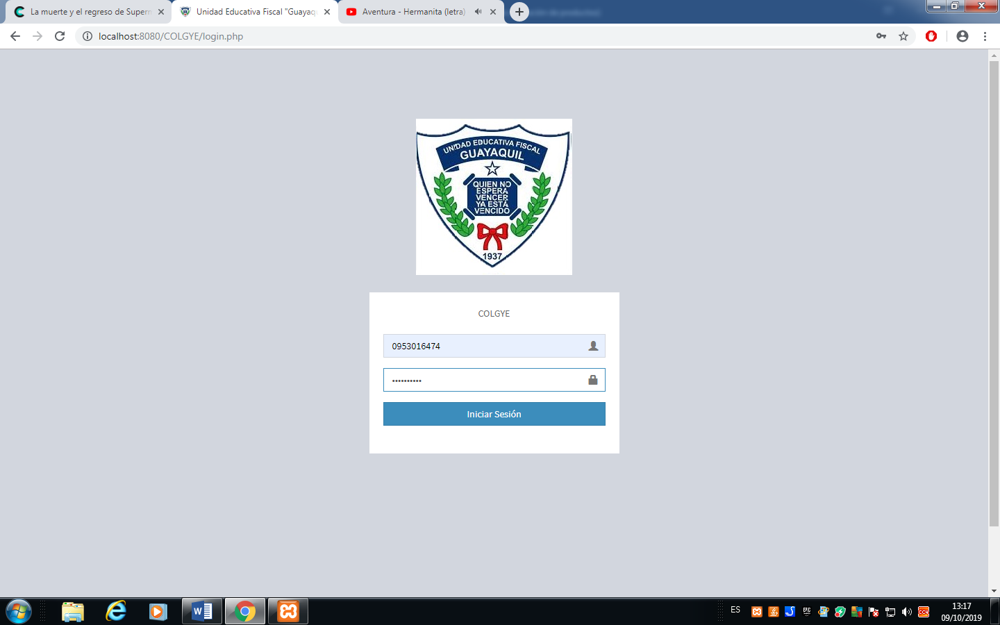 La muerte y el regreso de Superm
Unidad Educativa Fiscal "Guayaqu
Aventura - Hermanita (letra)
localhost:8080/COLGYE/login.php
UNIDAD EDUCATIVA FISCAL
GUAYAQUIL
QUIEN NO
ESPERA
VENCER
YA ESTÁ
VENCIDO
1937
COLGYE
0953016474
••••••••••
Iniciar Sesión
ES
13:17
09/10/2019